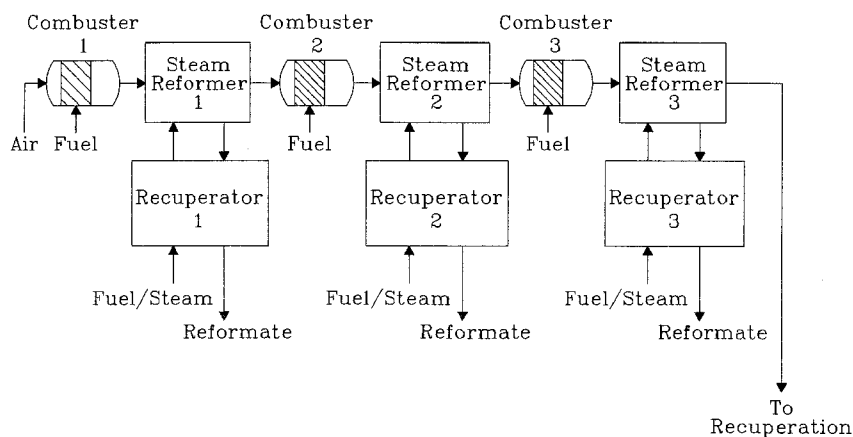 Combuster
1
Combuster
2
Combuster
3
Steam
Reformer
1
Steam
Reformer
2
Steam
Reformer
3
Air
Fuel
Fuel
Fuel
Recuperator
1
Recuperator
2
Recuperator
3
Fuel/Steam
Fuel/Steam
Fuel/Steam
Reformate
Reformate
Reformate
To
Recuperation